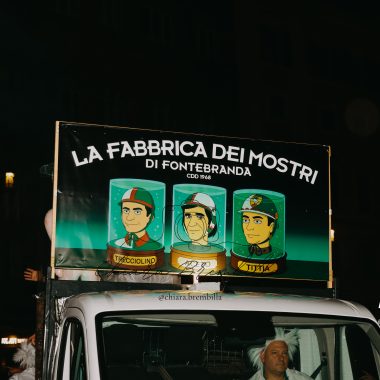 LA FABBRICA DEI MOSTRI
DI FONTEBRANDA
CDD 1968
TRECCIOLINO
TITTIA
@chiara.brembilla